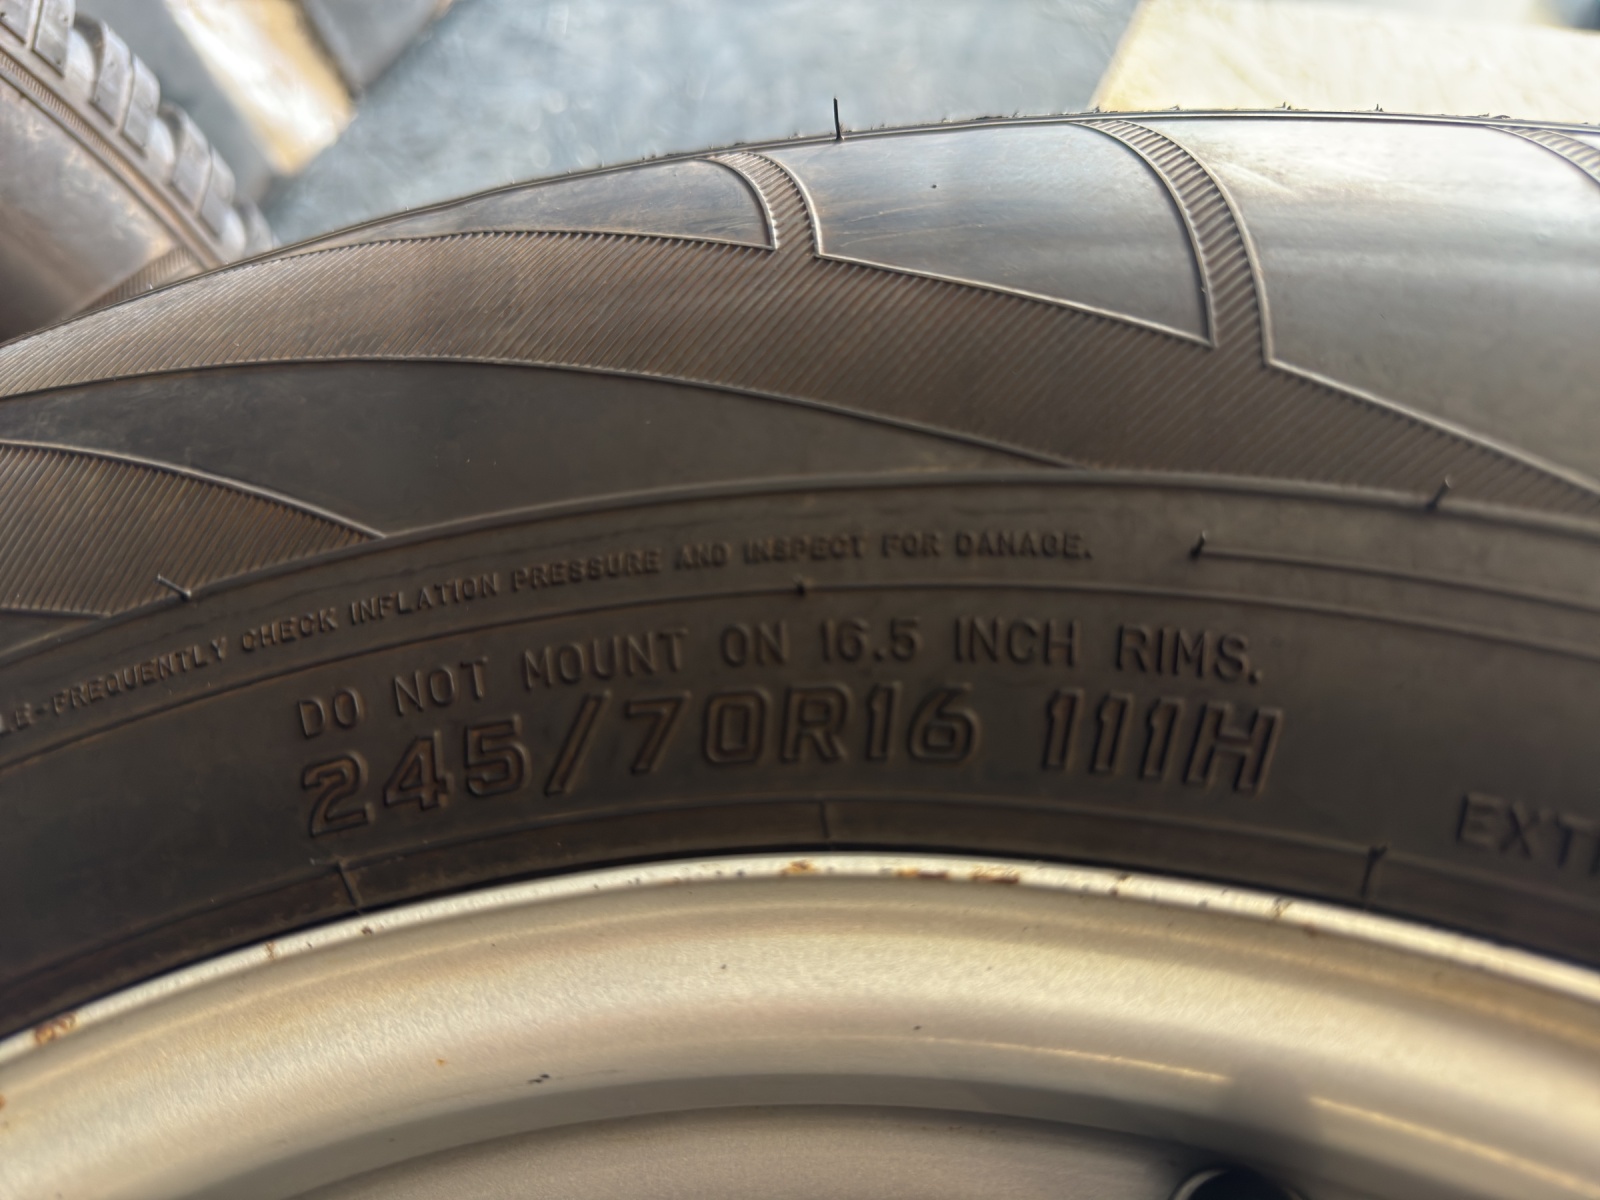 -FREQUENTLY CHECK INFLATION PRESSURE AND INSPECT FOR DAMAGE.
DO NOT MOUNT ON 16.5 INCH RIMS.
245/70R16 111H